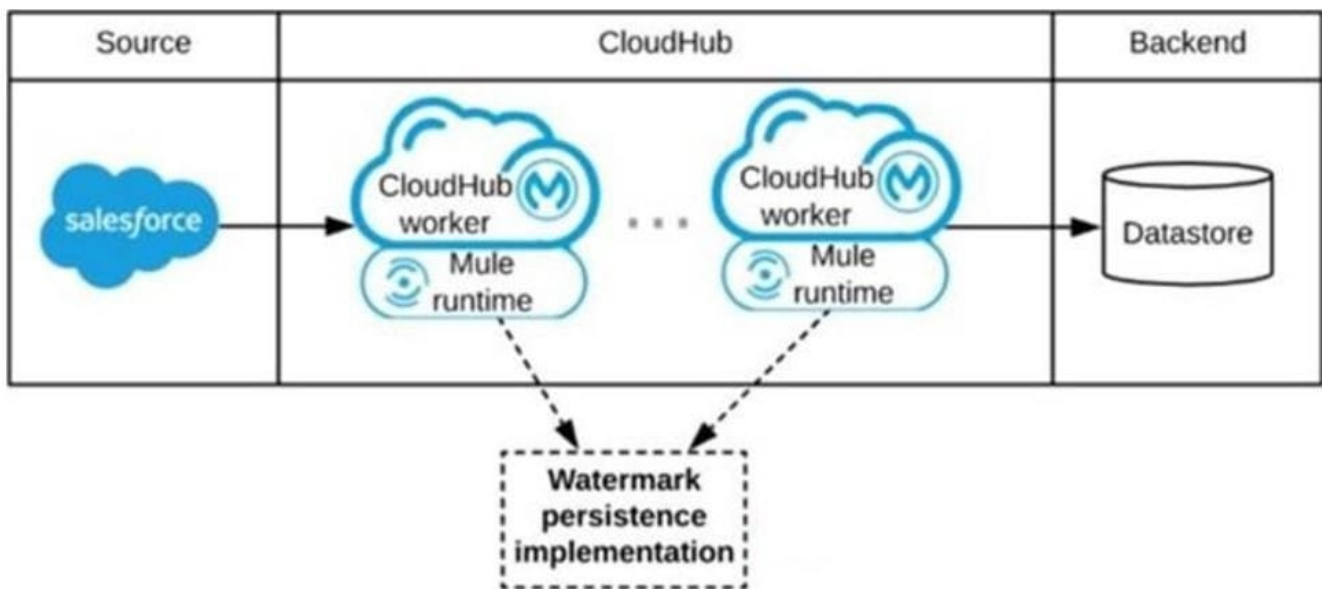 Source
CloudHub
Backend
salesforce
CloudHub
worker
Mule
runtime
CloudHub
worker
Mule
runtime
Datastore
Watermark
persistence
implementation